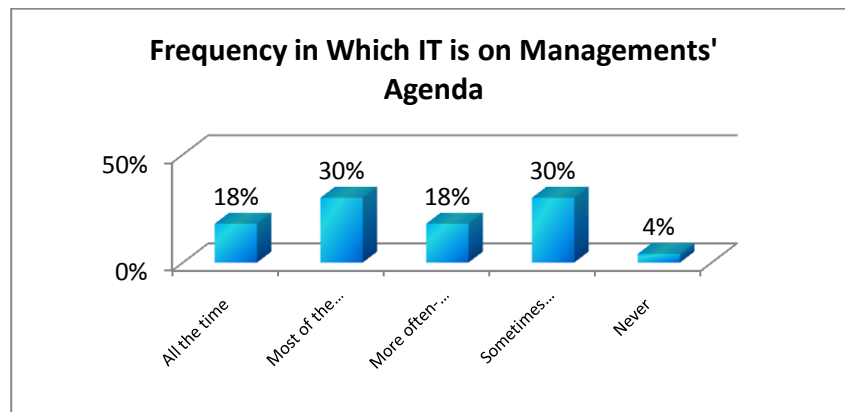 Frequency in Which IT is on Managements'
Agenda
50%
0%
18%
30%
18%
30%
4%
All the time
Most of the...
More often-...
Sometimes...
Never